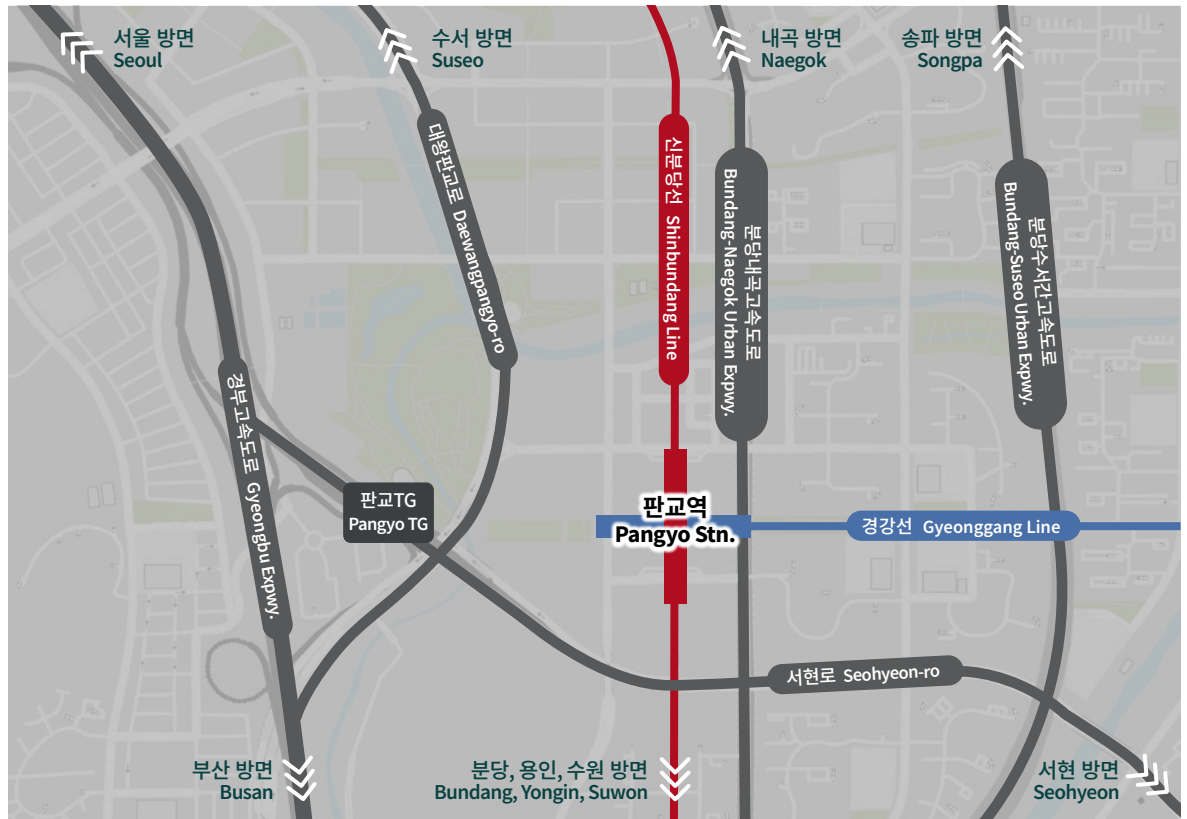 서울 방면
Seoul
수서 방면
Suseo
내곡 방면
Naegok
송파 방면
Songpa
대왕판교로 Daewangpangyo-ro
신분당선 Shinbundang Line
분당내곡고속도로
Bundang-Naegok Urban Expwy.
분당수서간고속도로
Bundang-Suseo Urban Expwy.
경부고속도로 Gyeongbu Expwy.
판교TG
Pangyo TG
판교역
Pangyo Stn.
경강선 Gyeonggang Line
서현로 Seohyeon-ro
부산 방면
Busan
분당, 용인, 수원 방면
Bundang, Yongin, Suwon
서현 방면
Seohyeon